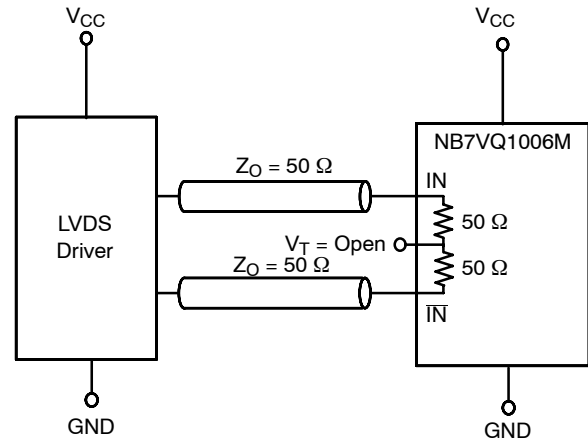 VCC
VCC
NB7VQ1006M
ZO = 50 Ω
IN
LVDS
Driver
50 Ω
VT = Open
50 Ω
ZO = 50 Ω
IN
GND
GND